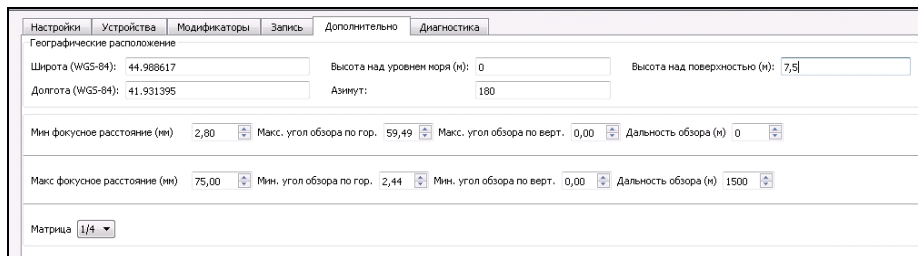 Настройки Устройства Модификаторы Запись Дополнительно Диагностика
Географические расположение
Широта (WGS-84): 44.988617 Высота над уровнем моря (м): 0 Высота над поверхностью (м): 7,5
Долгота (WGS-84): 41.931395 Азимут: 180
Мин фокусное расстояние (мм) 2,80 Макс. угол обзора по гор. 59,49 Макс. угол обзора по верт. 0,00 Дальность обзора (м) 0
Макс фокусное расстояние (мм) 75,00 Мин. угол обзора по гор. 2,44 Мин. угол обзора по верт. 0,00 Дальность обзора (м) 1500
Матрица 1/4